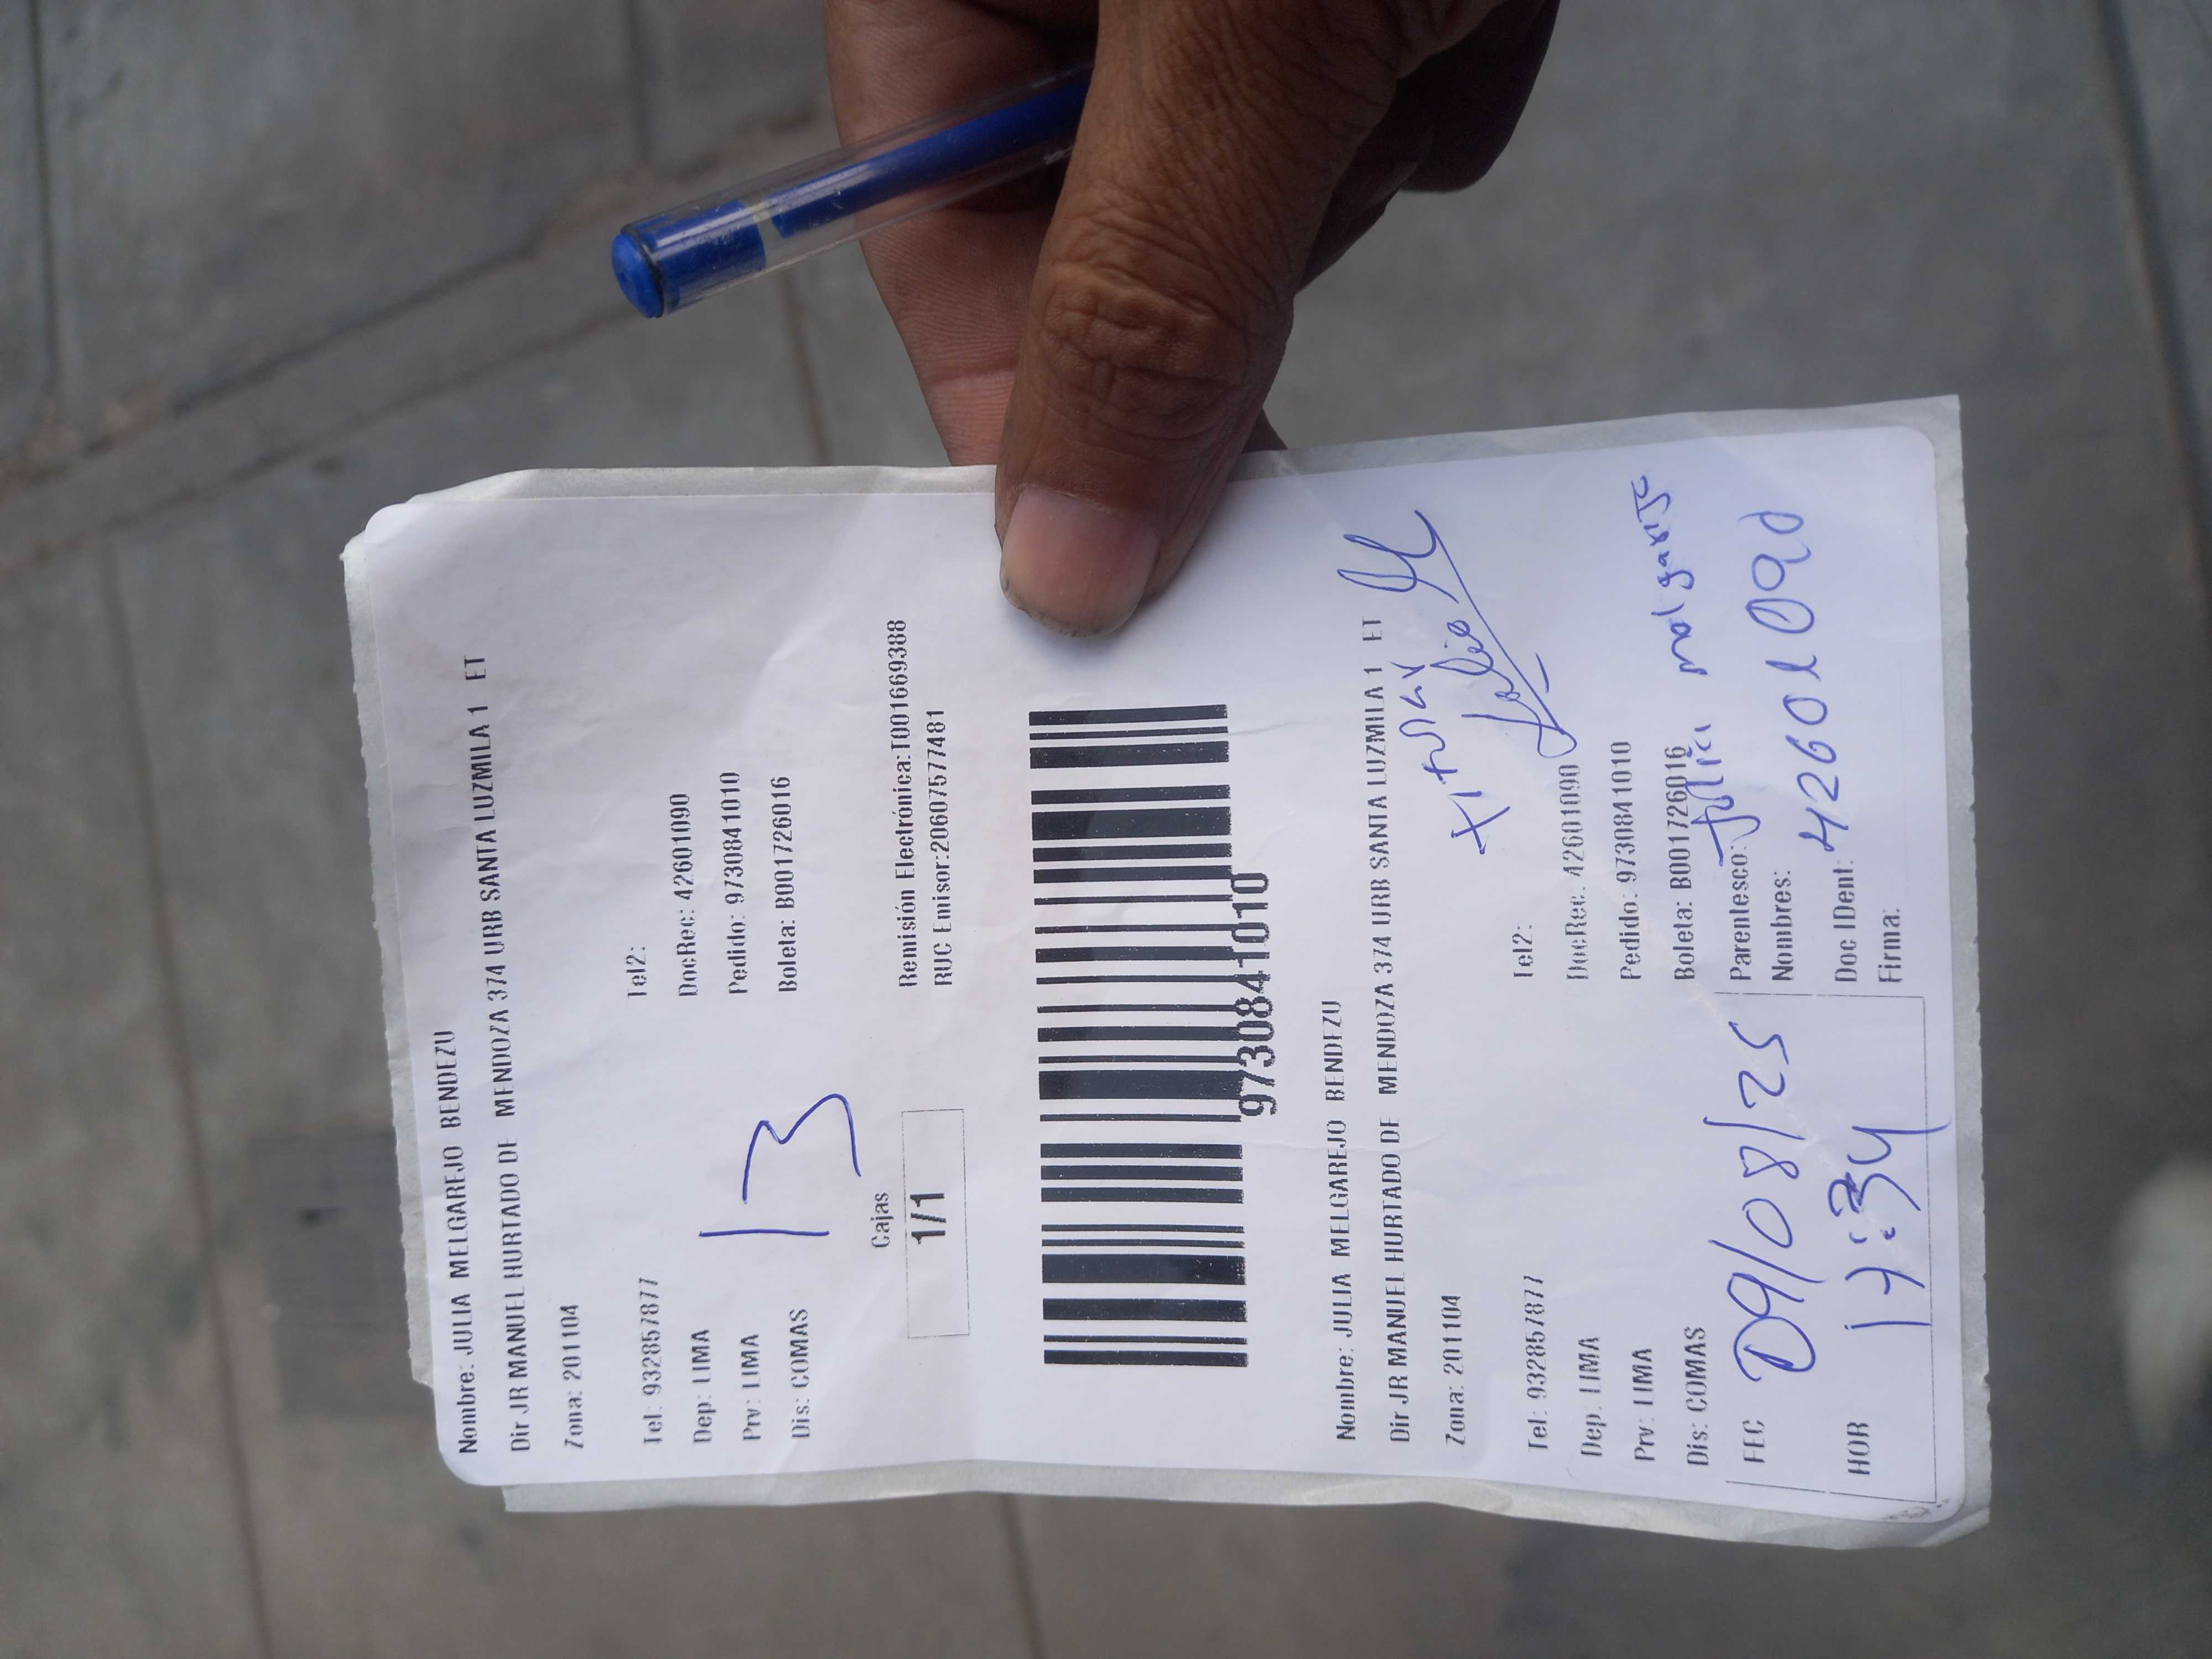 Nombre: JULIA MELGAREJO BENDEZU
Dir JR MANUEL HURTADO DE MENDOZA 374 URB SANTA LUZMILA 1 ET
Zona: 201104
Tel: 932857877 Tel2:
Dep: LIMA DocRec: 42601090
Prv: LIMA Pedido: 9730841010
Dis: COMAS Boleta: B001726016
13
Cajas
1/1
Remisión Electrónica:T001669388
RUC Emisor:20607577481
9730841010
Nombre: JULIA MELGAREJO BENDEZU
Dir JR MANUEL HURTADO DE MENDOZA 374 URB SANTA LUZMILA 1 ET
Zona: 201104
Tel: 932857877 Tel2:
Dep: LIMA DocRec: 42601090
Prv: LIMA Pedido: 9730841010
Dis: COMAS Boleta: B001726016
FEC 09/08/25
HOR 17:34
Parentesco:
Nombres: Julia
Doc IDent: 42601090
Firma: